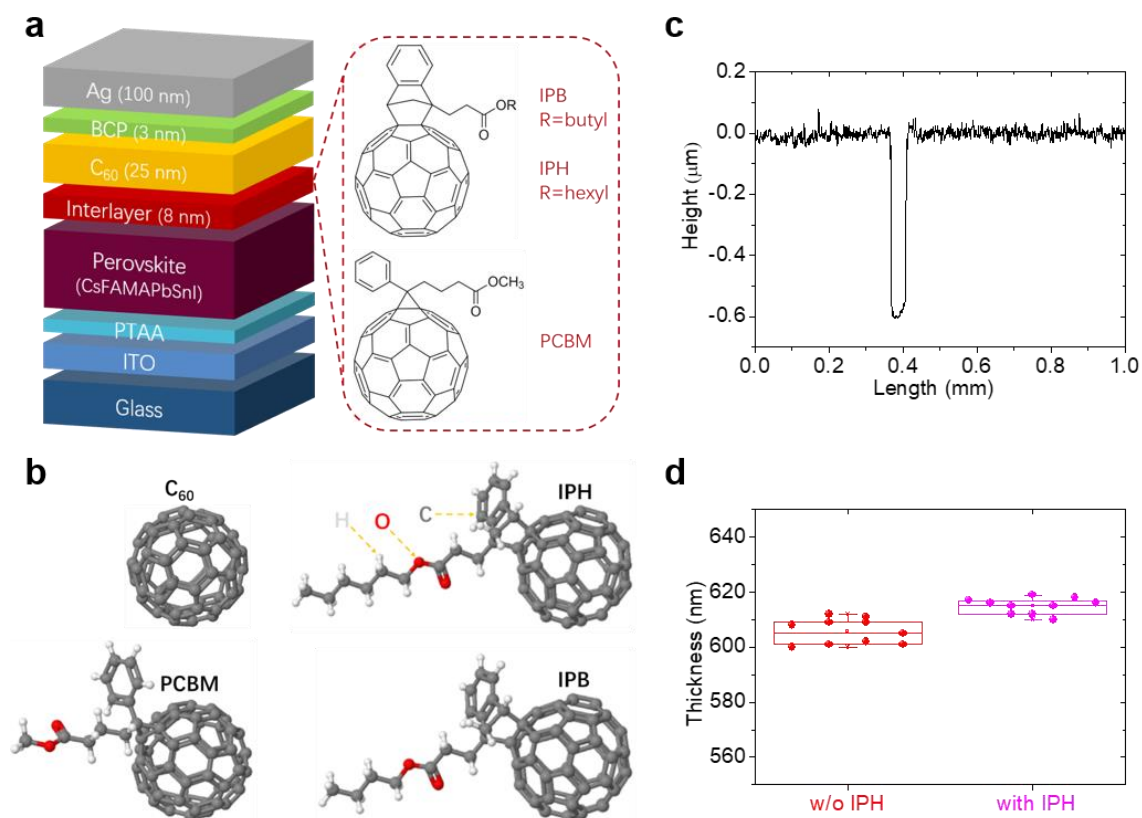 a
Ag (100 nm)
BCP (3 nm)
C₆₀ (25 nm)
Interlayer (8 nm)
Perovskite
(CsFAMAPbSnI)
PTAA
ITO
Glass
OR
O
IPB
R=butyl
IPH
R=hexyl
OCH₃
O
PCBM
b
C₆₀
IPH
H
O
C
PCBM
IPB
c
0.2
0.0
-0.2
-0.4
-0.6
Height (μm)
0.0 0.2 0.4 0.6 0.8 1.0
Length (mm)
d
640
620
600
580
560
Thickness (nm)
w/o IPH
with IPH